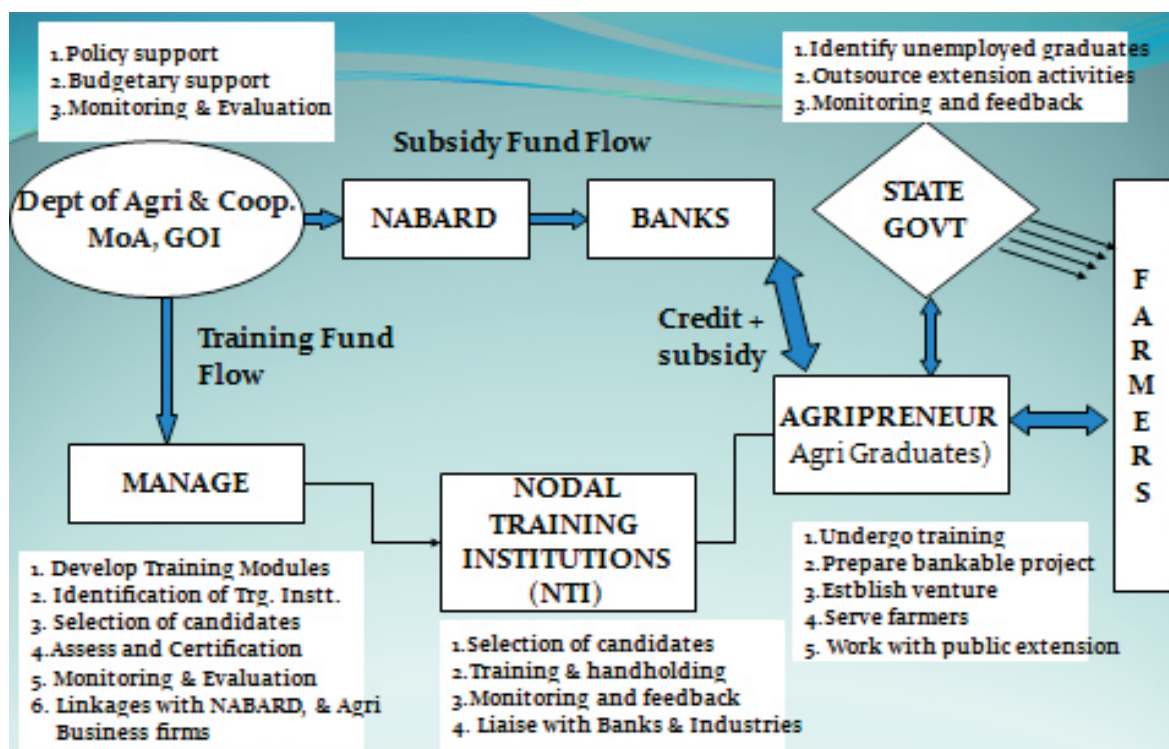 1.Policy support
2.Budgetary support
3.Monitoring & Evaluation
1.Identify unemployed graduates
2.Outsource extension activities
3.Monitoring and feedback
Subsidy Fund Flow
Dept of Agri & Coop.
MoA, GOI
NABARD
BANKS
STATE
GOVT
F
A
R
M
E
R
S
Training Fund
Flow
Credit +
subsidy
AGRIPRENEUR
Agri Graduates)
MANAGE
NODAL
TRAINING
INSTITUTIONS
(NTI)
1. Develop Training Modules
2. Identification of Trg. Instt.
3. Selection of candidates
4.Assess and Certification
5. Monitoring & Evaluation
6. Linkages with NABARD, & Agri
Business firms
1.Selection of candidates
2.Training & handholding
3.Monitoring and feedback
4. Liaise with Banks & Industries
1.Undergo training
2.Prepare bankable project
3.Estblish venture
4.Serve farmers
5. Work with public extension